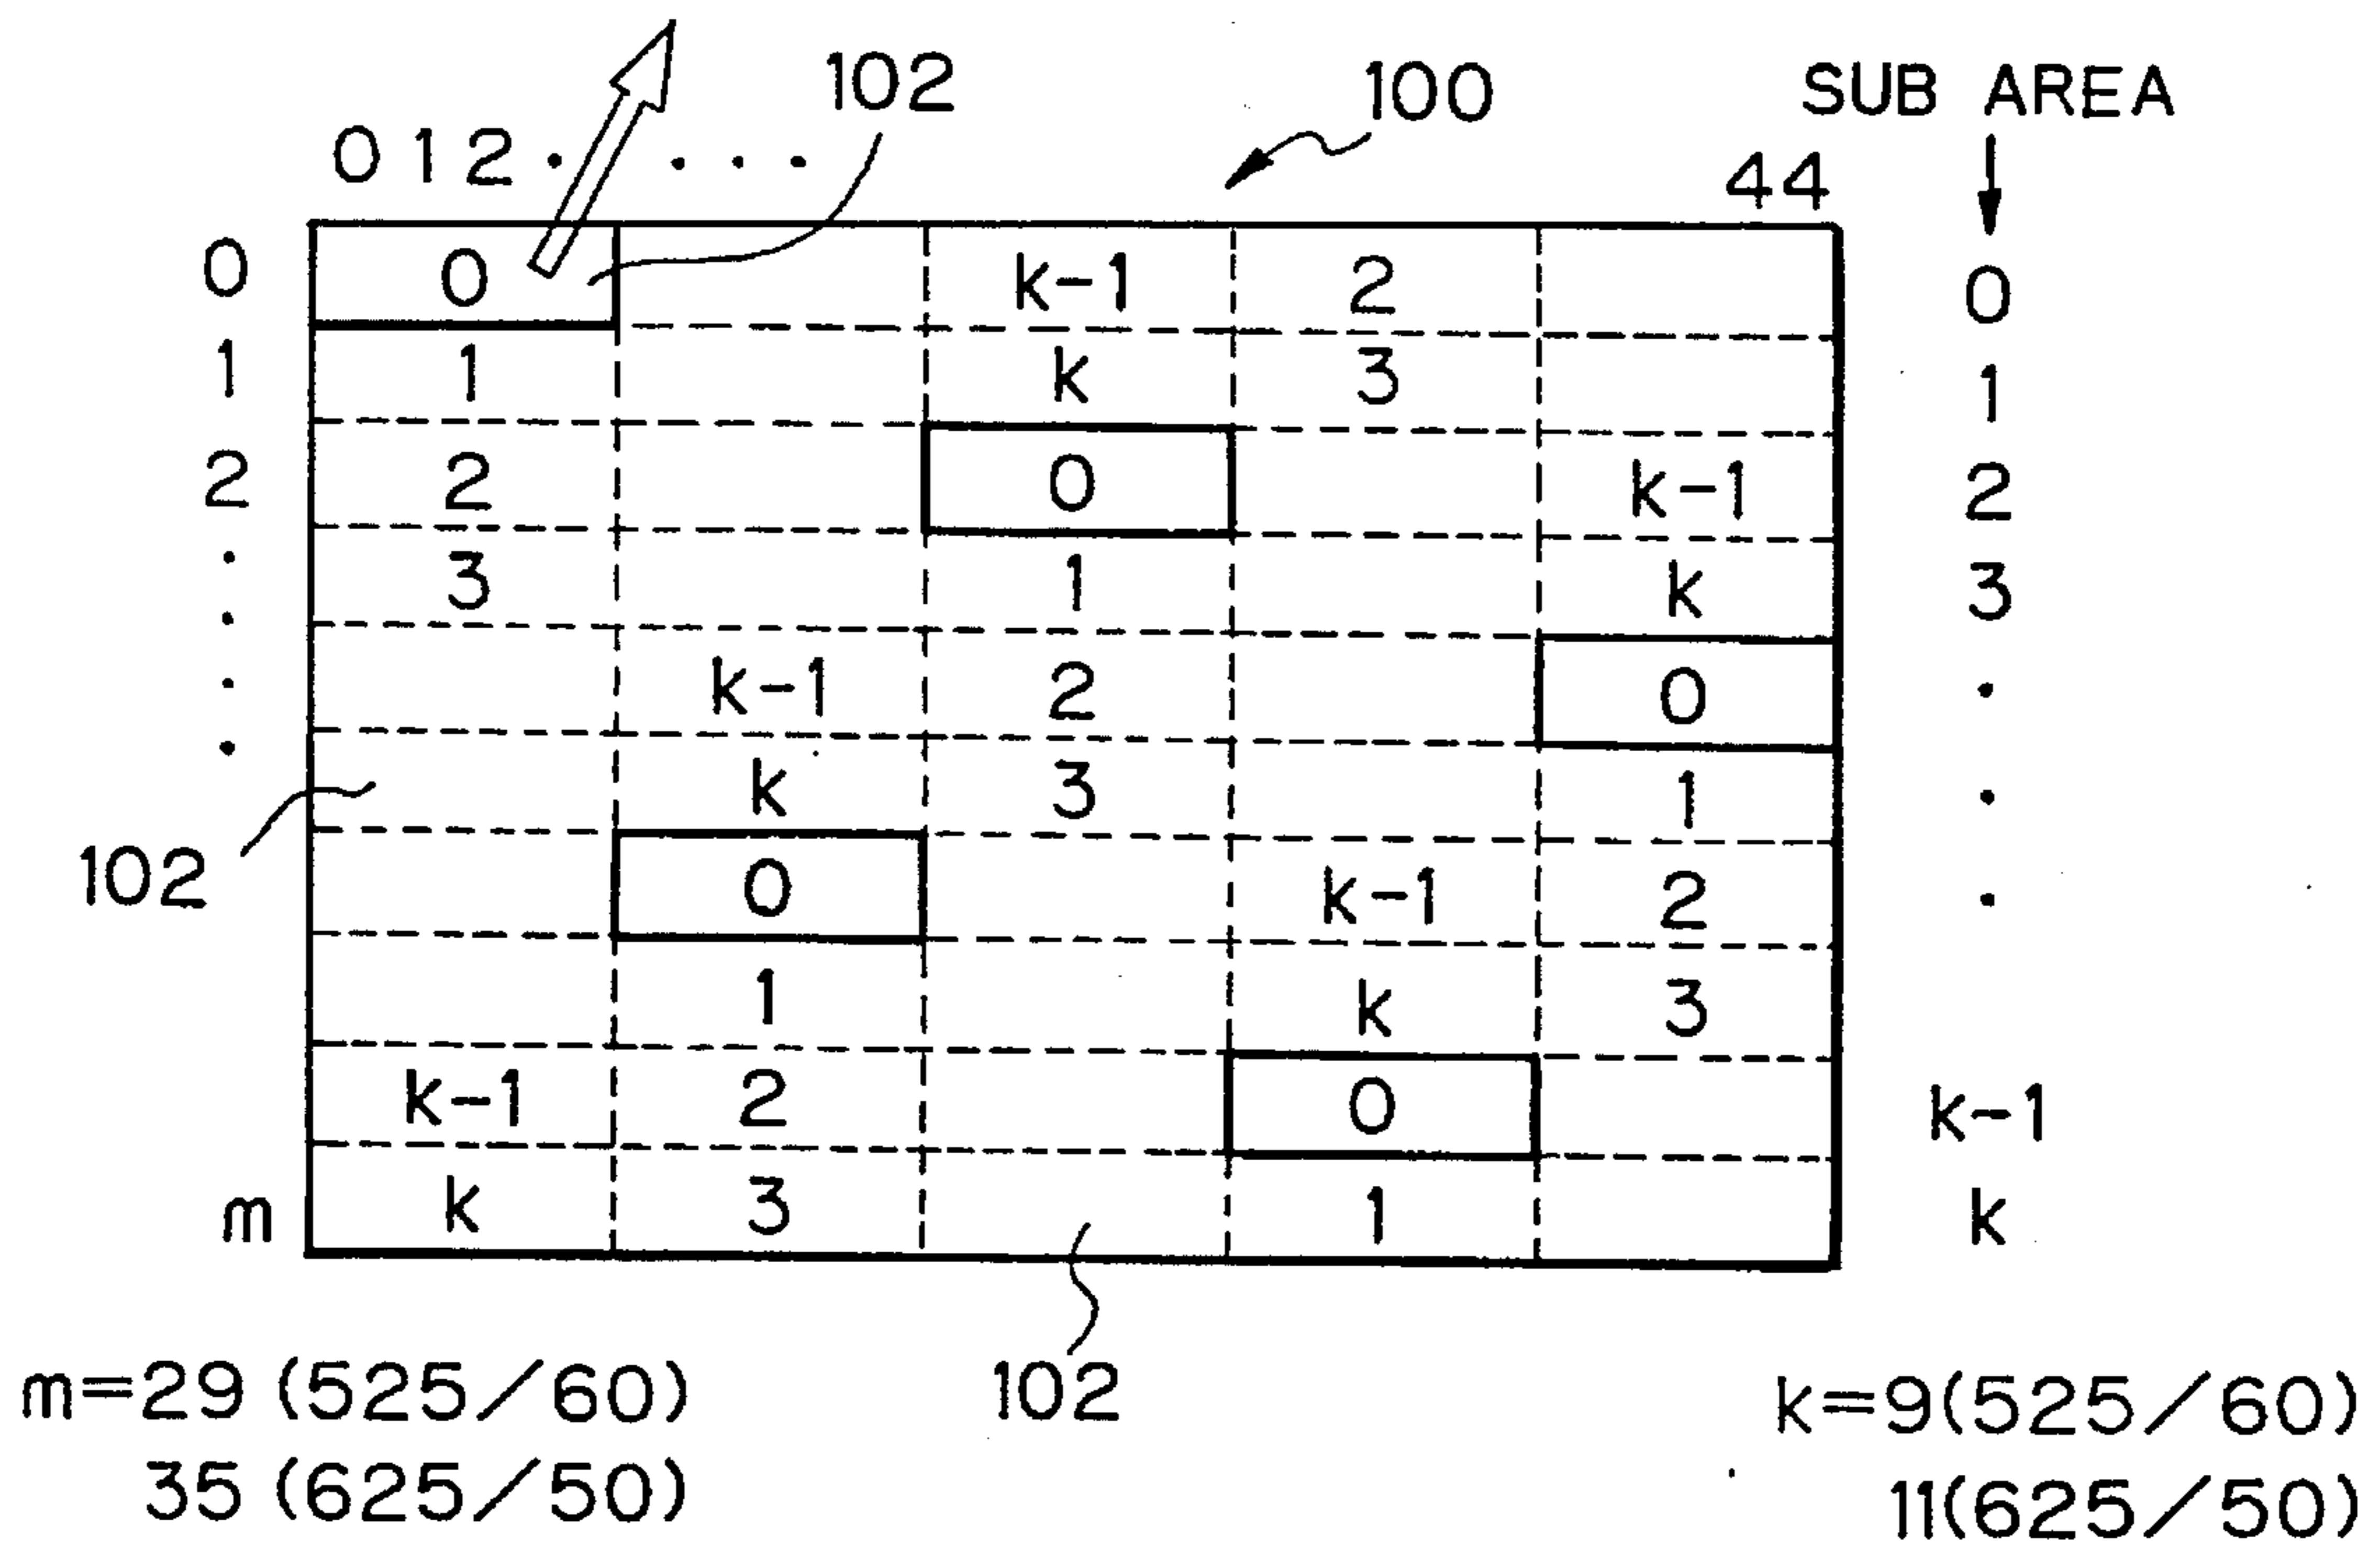 102 100 SUB AREA
0 1 2 · · · · 44
0 0 k-1 2 0
1 1 k 3 1
2 2 0 k-1 2
· 3 1 k 3
· k-1 2 0 ·
· k 3 1 ·
102 0 k-1 2 ·
1 k 3
k-1 2 0 k-1
m k 3 1 k
m=29 (525/60) 102 k=9(525/60)
35 (625/50) 11(625/50)